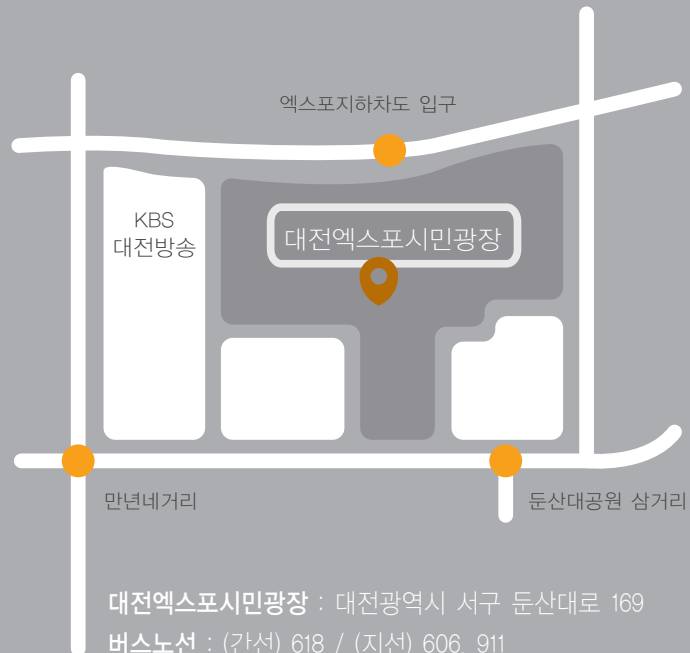 엑스포지하차도 입구
KBS
대전방송
대전엑스포시민광장
만년네거리
둔산대공원 삼거리
대전엑스포시민광장 : 대전광역시 서구 둔산대로 169
버스노선 : (간선) 618 / (지선) 606, 911